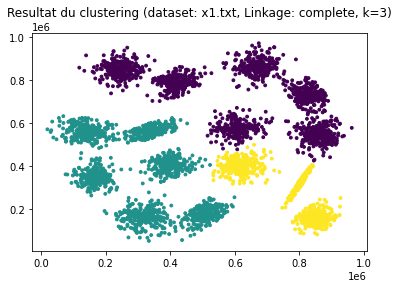 Resultat du clustering (dataset: x1.txt, Linkage: complete, k=3)
1e6
1.0
0.8
0.6
0.4
0.2
0.0 0.2 0.4 0.6 0.8 1.0
1e6